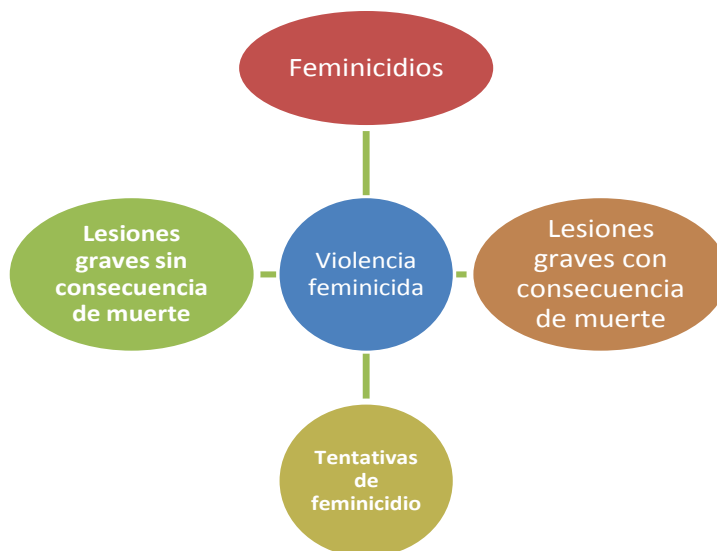 Feminicidios
Lesiones
graves sin
consecuencia
de muerte
Violencia
feminicida
Lesiones
graves con
consecuencia
de muerte
Tentativas
de
feminicidio